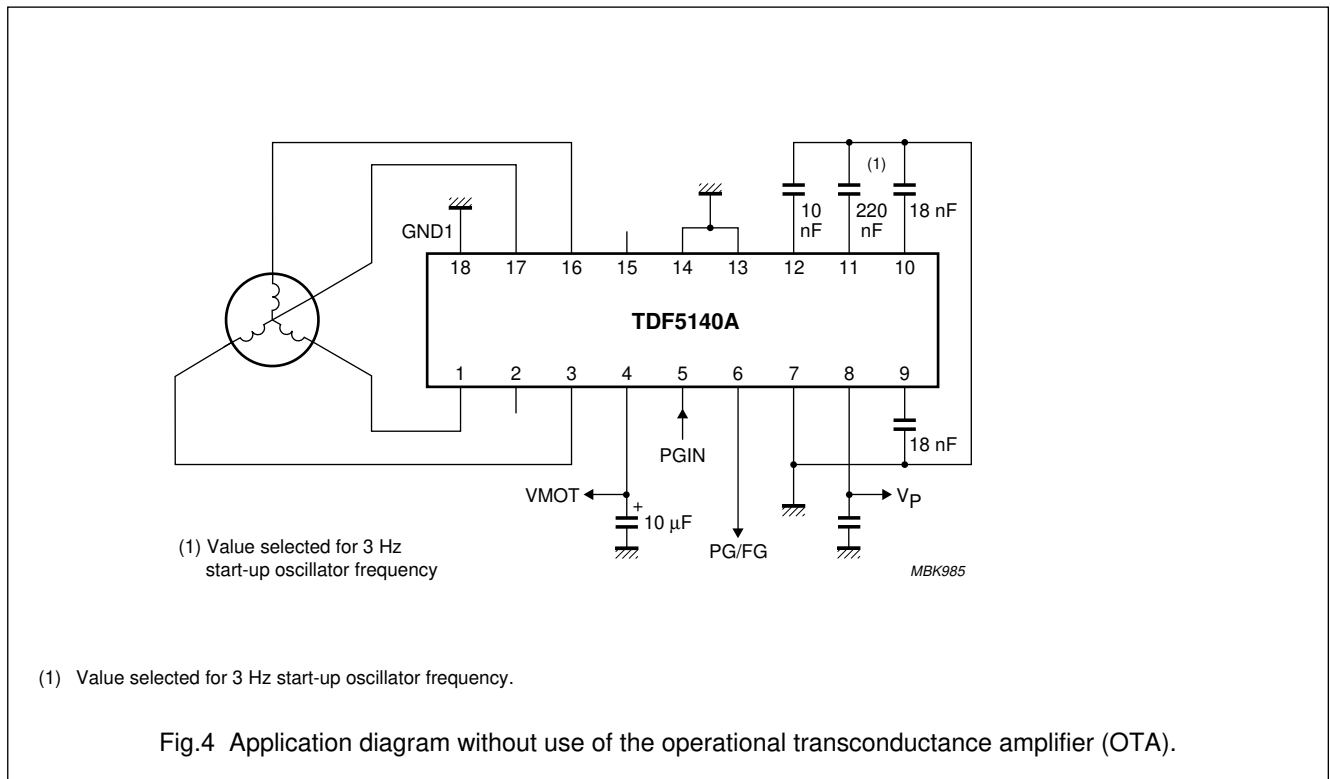 (1)
10 nF
220 nF
18 nF
GND1
18 17 16 15 14 13 12 11 10
TDF5140A
1 2 3 4 5 6 7 8 9
18 nF
PGIN
VMOT
+
10 μF
VP
PG/FG
(1) Value selected for 3 Hz
start-up oscillator frequency
MBK985
(1) Value selected for 3 Hz start-up oscillator frequency.
Fig.4 Application diagram without use of the operational transconductance amplifier (OTA).